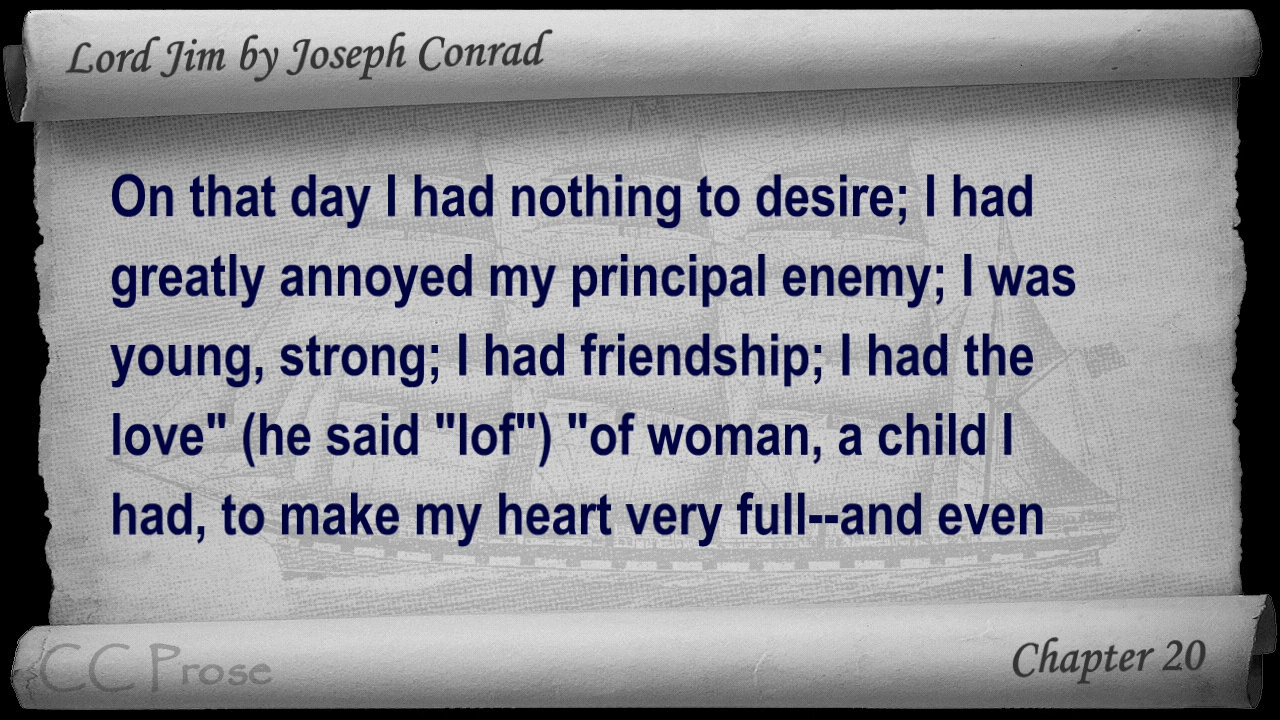 Lord Jim by Joseph Conrad
On that day I had nothing to desire; I had
greatly annoyed my principal enemy; I was
young, strong; I had friendship; I had the
love" (he said "lof") "of woman, a child I
had, to make my heart very full--and even
CC Prose
Chapter 20